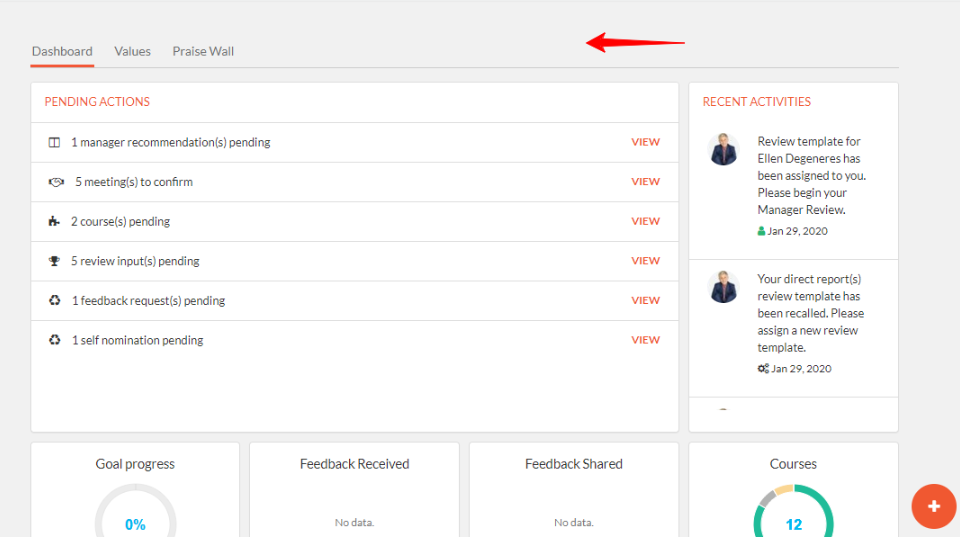 Dashboard Values Praise Wall
PENDING ACTIONS
1 manager recommendation(s) pending VIEW
5 meeting(s) to confirm VIEW
2 course(s) pending VIEW
5 review input(s) pending VIEW
1 feedback request(s) pending VIEW
1 self nomination pending VIEW
RECENT ACTIVITIES
Review template for
Ellen Degeneres has
been assigned to you.
Please begin your
Manager Review.
Jan 29, 2020
Your direct report(s)
review template has
been recalled. Please
assign a new review
template.
Jan 29, 2020
Goal progress
0%
Feedback Received
No data.
Feedback Shared
No data.
Courses
12
+